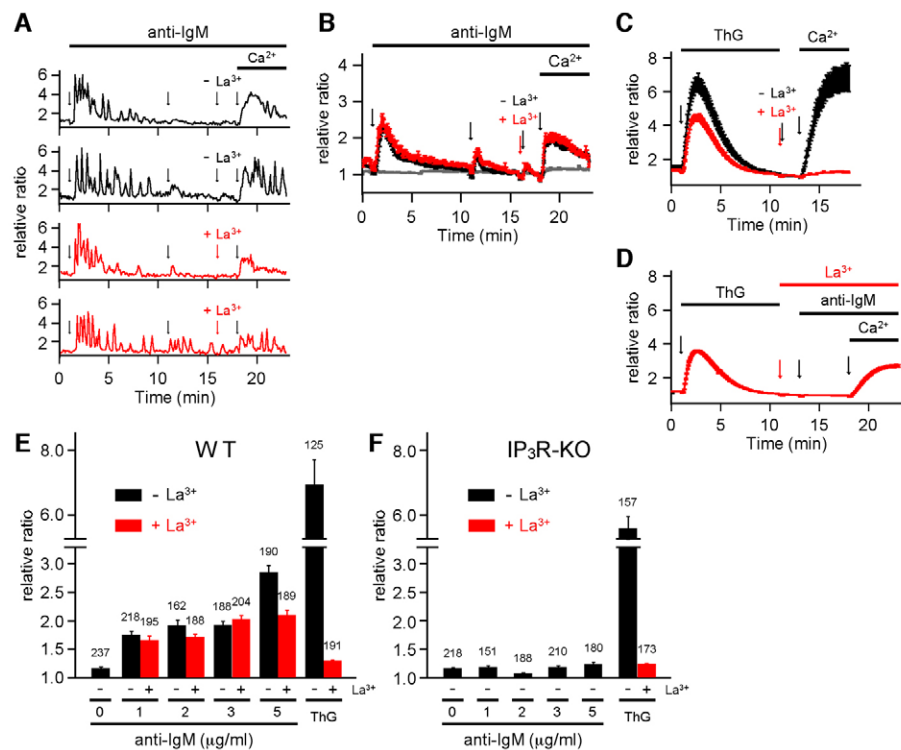 A
anti-IgM
Ca²⁺
6
4
2
− La³⁺
6
4
2
− La³⁺
6
4
2
+ La³⁺
6
4
2
+ La³⁺
relative ratio
0 5 10 15 20
Time (min)
B
anti-IgM
Ca²⁺
− La³⁺
+ La³⁺
4
3
2
1
relative ratio
0 5 10 15 20
Time (min)
C
ThG
Ca²⁺
− La³⁺
+ La³⁺
8
6
4
2
relative ratio
0 5 10 15
Time (min)
D
La³⁺
ThG
anti-IgM
Ca²⁺
6
4
2
relative ratio
0 5 10 15 20
Time (min)
E
WT
− La³⁺
+ La³⁺
8.0
6.0
3.0
2.5
2.0
1.5
1.0
relative ratio
237 218 195 162 188 188 204 190 189 125 191
− − + − + − + − + − + La³⁺
0 1 2 3 5 ThG
anti-IgM (μg/ml)
F
IP₃R-KO
− La³⁺
+ La³⁺
8.0
6.0
3.0
2.5
2.0
1.5
1.0
relative ratio
218 151 188 210 180 157 173
− − − − − − + La³⁺
0 1 2 3 5 ThG
anti-IgM (μg/ml)